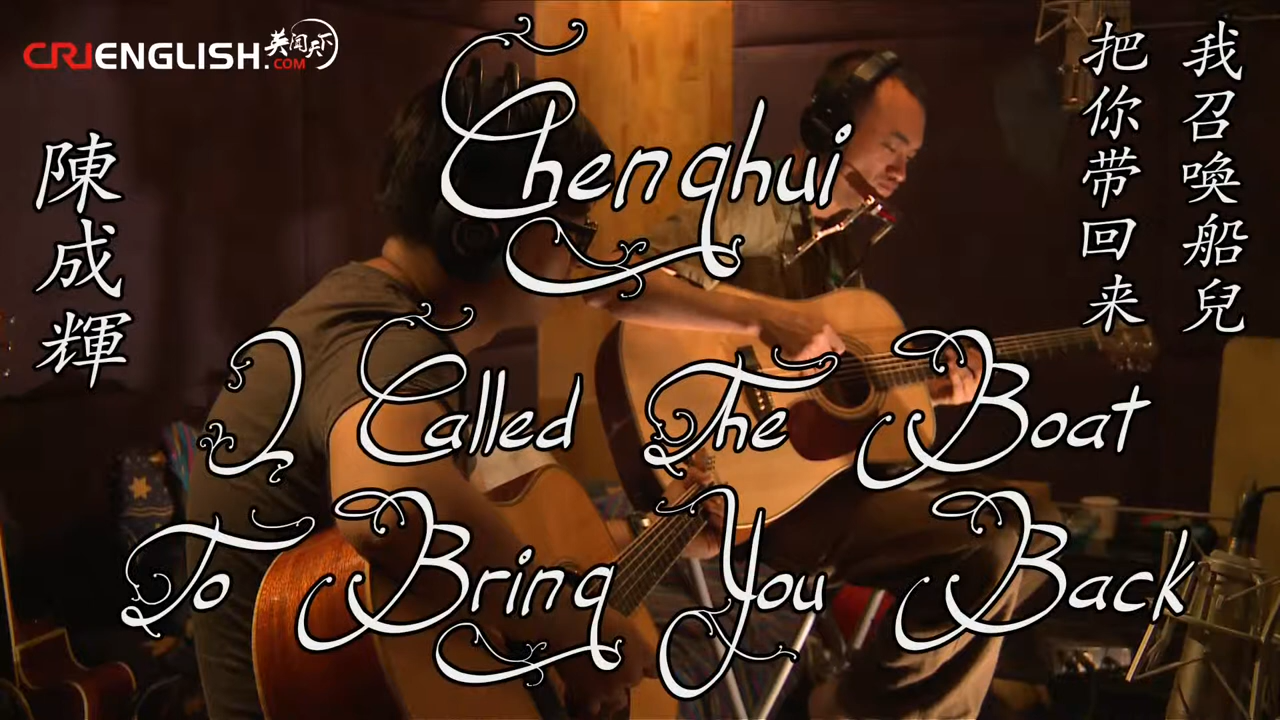 CRIENGLISH.COM 英闻天下
陳成輝
Chenghui
I Called The Boat
To Bring You Back
我召喚船兒
把你带回来